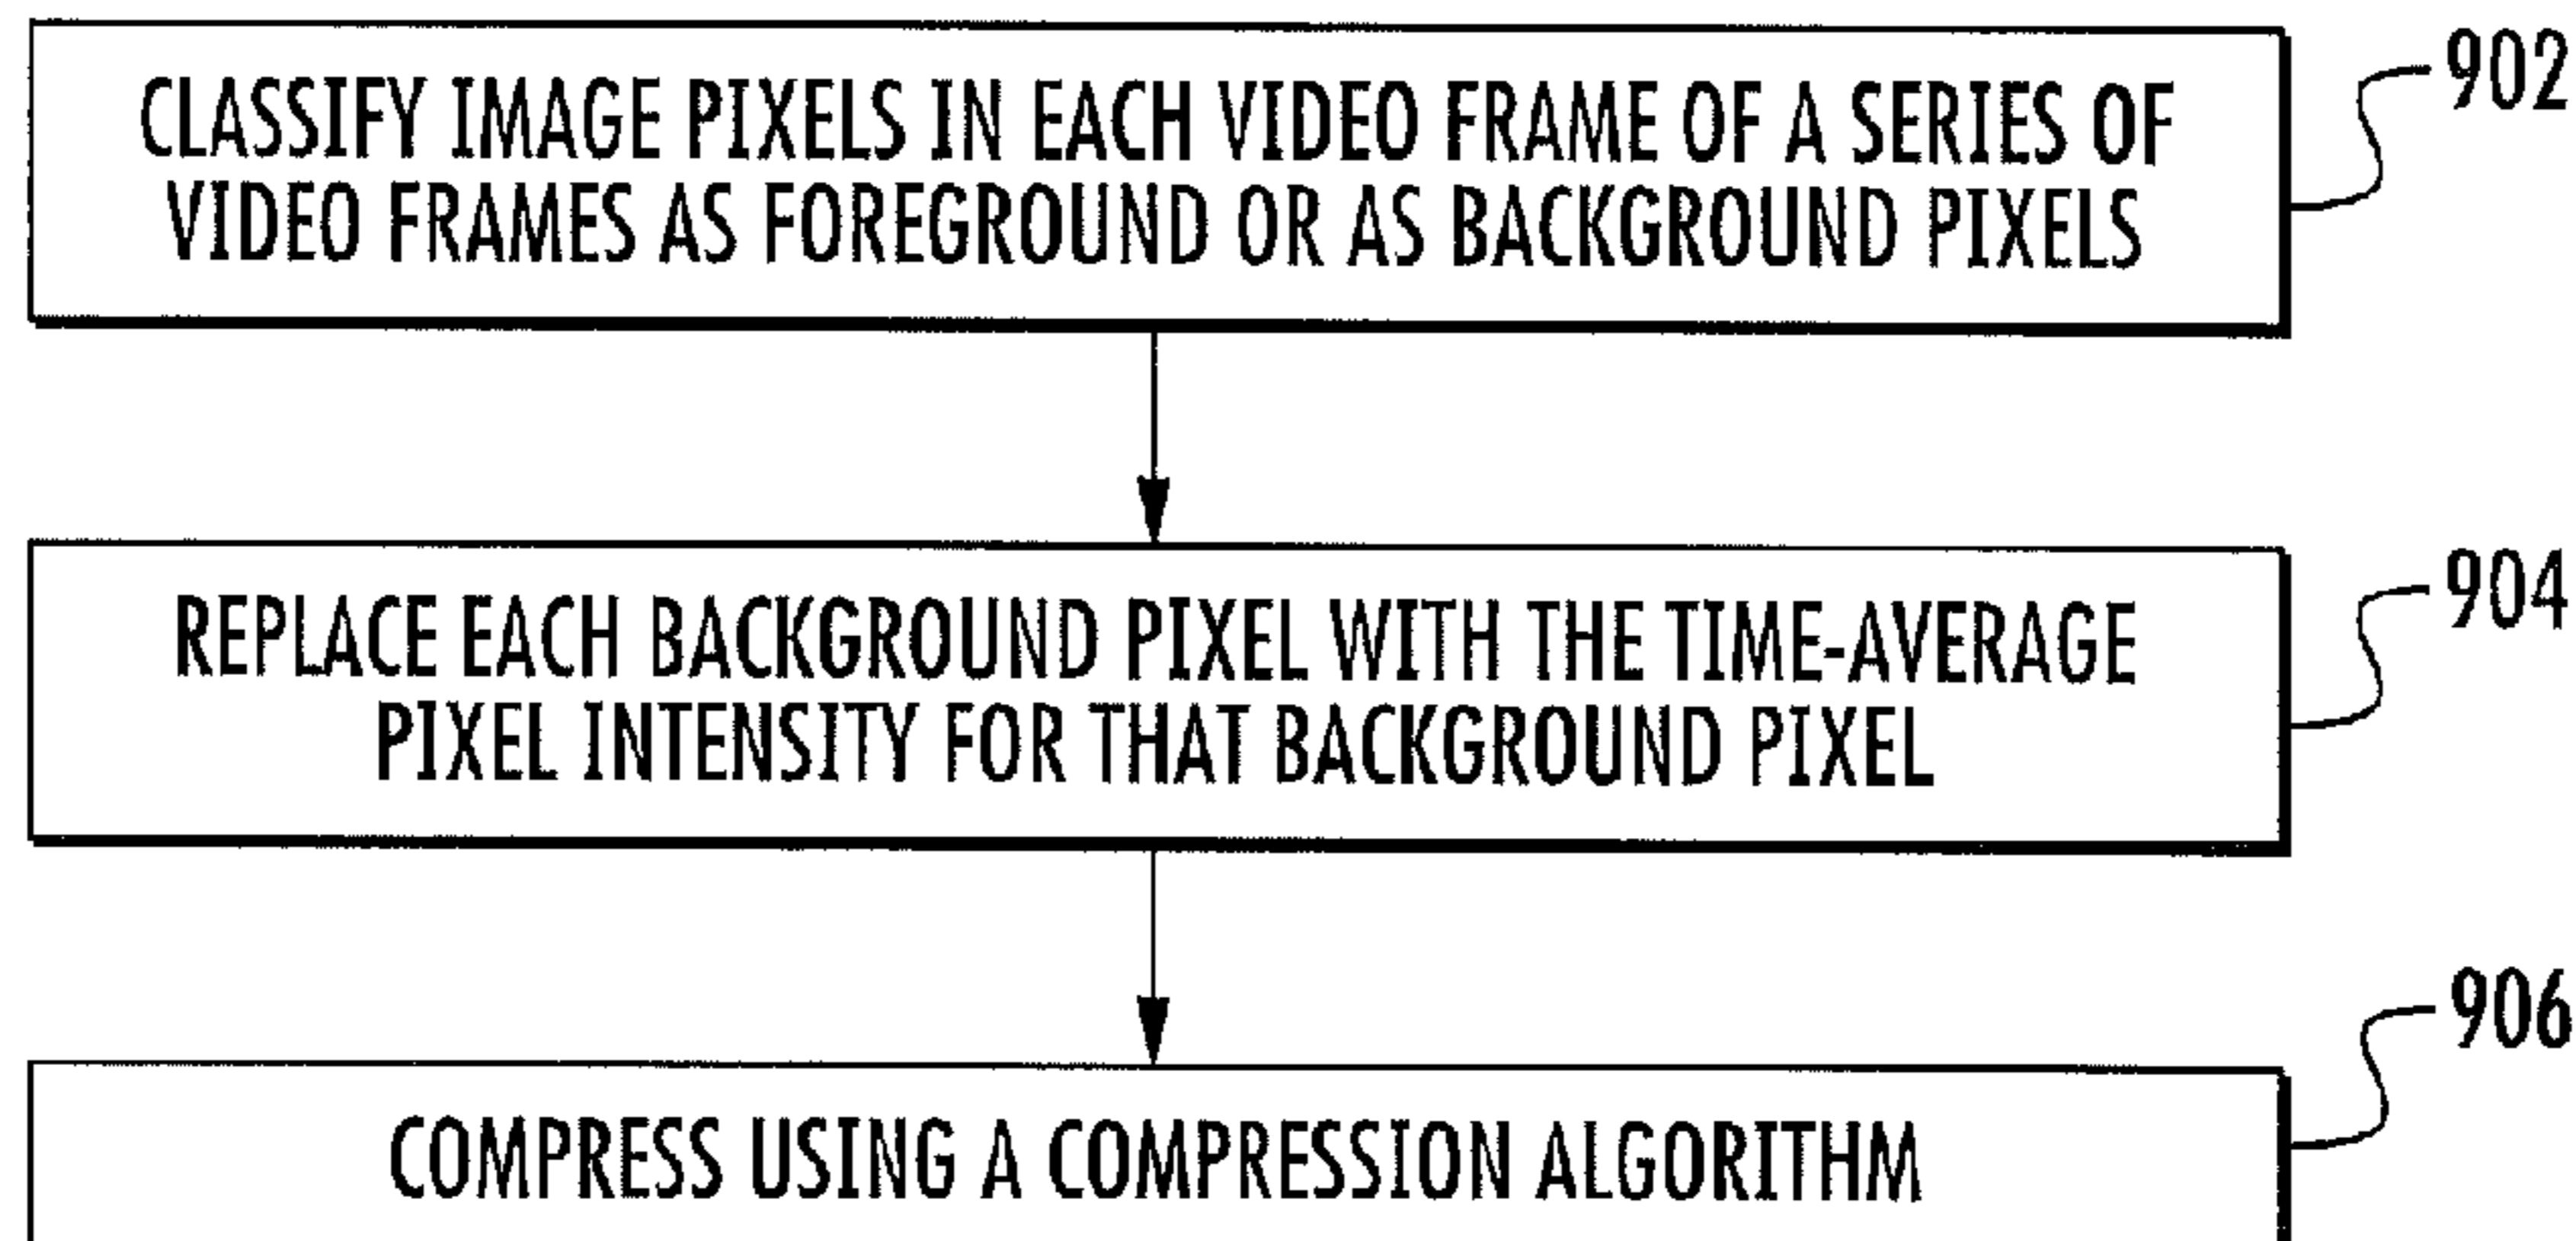 CLASSIFY IMAGE PIXELS IN EACH VIDEO FRAME OF A SERIES OF
VIDEO FRAMES AS FOREGROUND OR AS BACKGROUND PIXELS
902
REPLACE EACH BACKGROUND PIXEL WITH THE TIME-AVERAGE
PIXEL INTENSITY FOR THAT BACKGROUND PIXEL
904
COMPRESS USING A COMPRESSION ALGORITHM
906